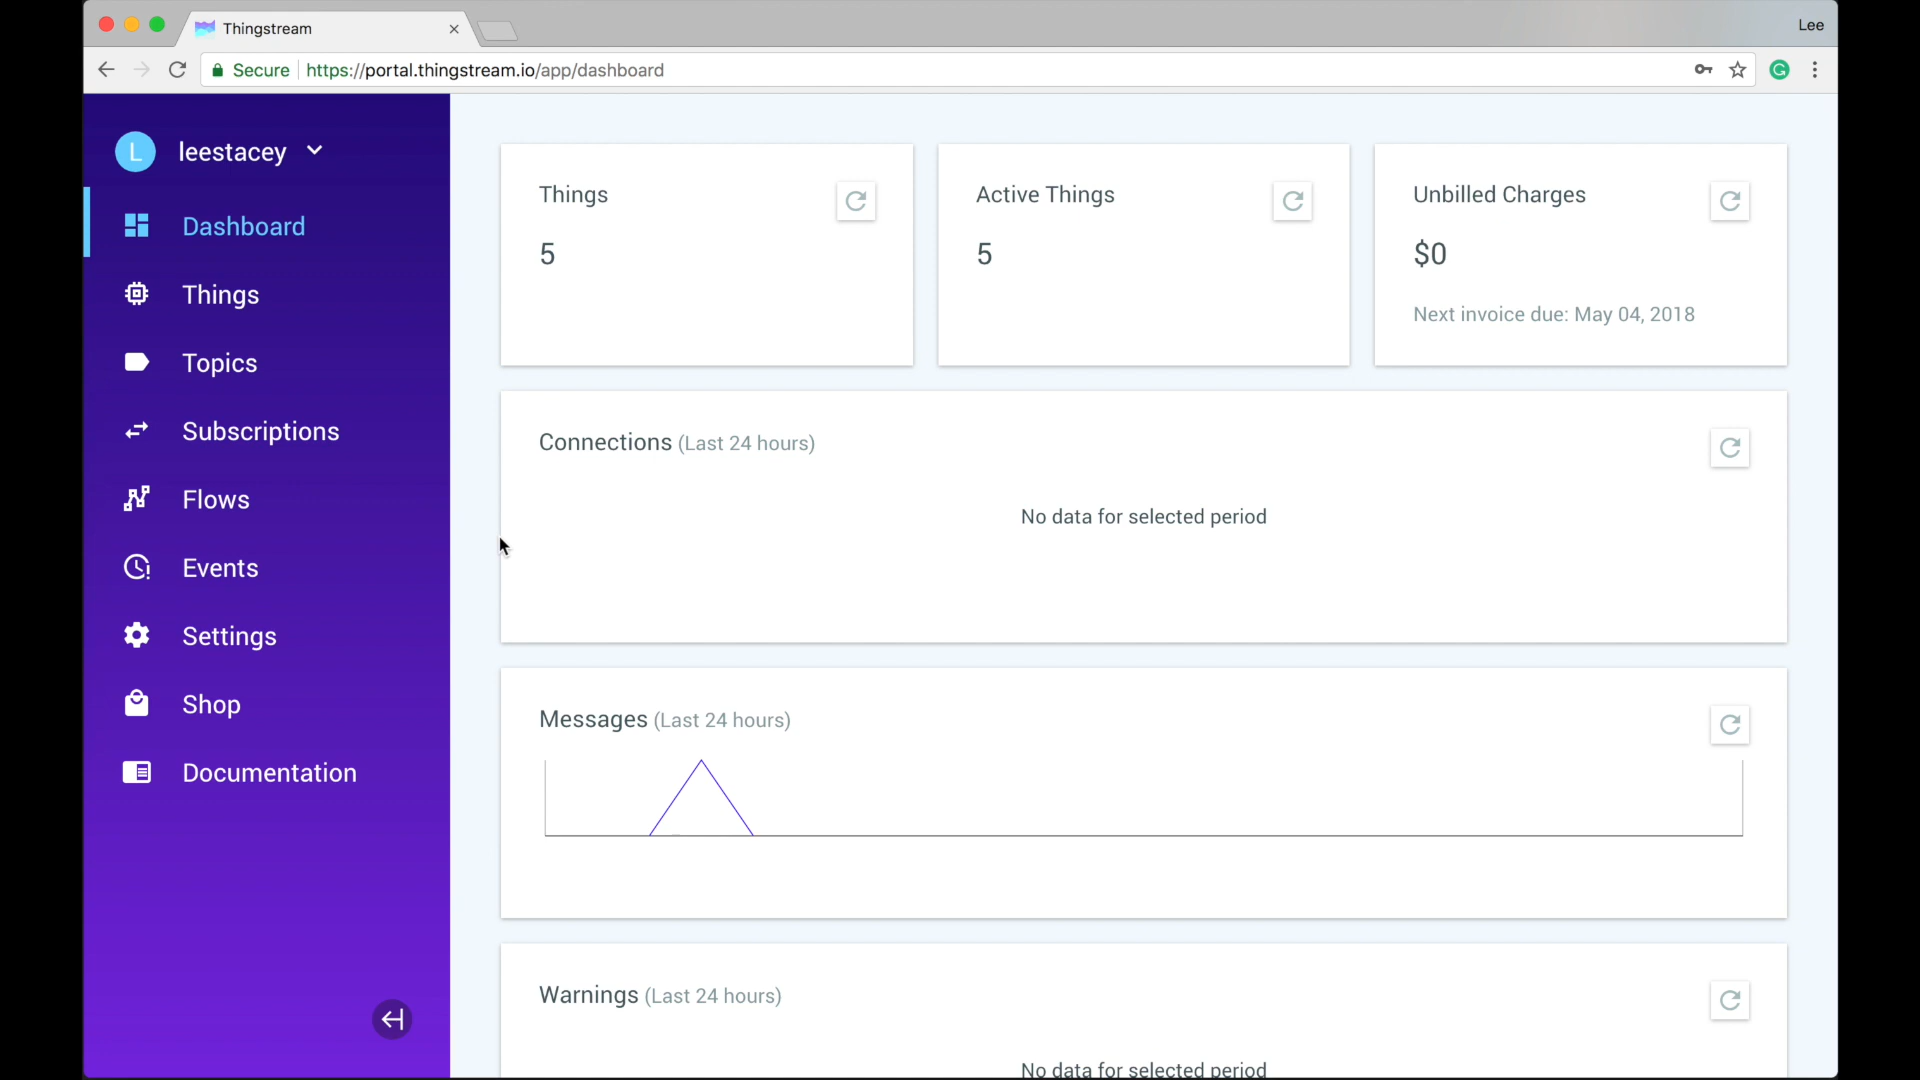 Thingstream
Lee
Secure
https://portal.thingstream.io/app/dashboard
L
leestacey
Dashboard
Things
Topics
Subscriptions
Flows
Events
Settings
Shop
Documentation
Things
5
Active Things
5
Unbilled Charges
$0
Next invoice due: May 04, 2018
Connections (Last 24 hours)
No data for selected period
Messages (Last 24 hours)
Warnings (Last 24 hours)
No data for selected period